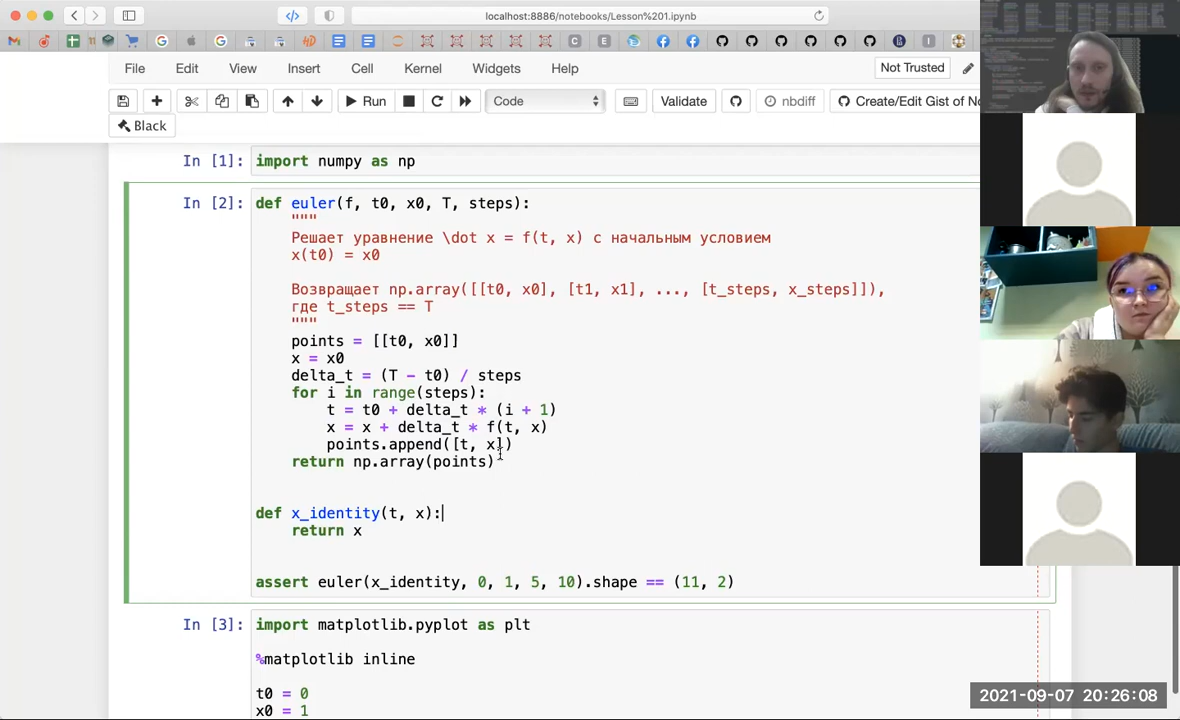 localhost:8886/notebooks/Lesson%201.ipynb
File Edit View Insert Cell Kernel Widgets Help
Not Trusted
Run Code Validate nbdiff Create/Edit Gist of No
Black
In [1]: import numpy as np
In [2]: def euler(f, t0, x0, T, steps):
"""
Решает уравнение \dot x = f(t, x) с начальным условием
x(t0) = x0
Возвращает np.array([[t0, x0], [t1, x1], ..., [t_steps, x_steps]]),
где t_steps == T
"""
points = [[t0, x0]]
x = x0
delta_t = (T - t0) / steps
for i in range(steps):
t = t0 + delta_t * (i + 1)
x = x + delta_t * f(t, x)
points.append([t, x])
return np.array(points)
def x_identity(t, x):
return x
assert euler(x_identity, 0, 1, 5, 10).shape == (11, 2)
In [3]: import matplotlib.pyplot as plt
%matplotlib inline
t0 = 0
x0 = 1
2021-09-07 20:26:08